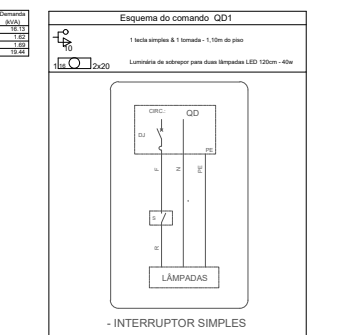 Demanda
(kVA)
16.13
1.62
1.69
19.44
Esquema do comando QD1
10
1 tecla simples & 1 tomada - 1,10m do piso
1 16 2x20
Luminária de sobrepor para duas lâmpadas LED 120cm - 40w
CIRC.:
QD
DJ
PE
F
N
PE
S
R
LÂMPADAS
- INTERRUPTOR SIMPLES